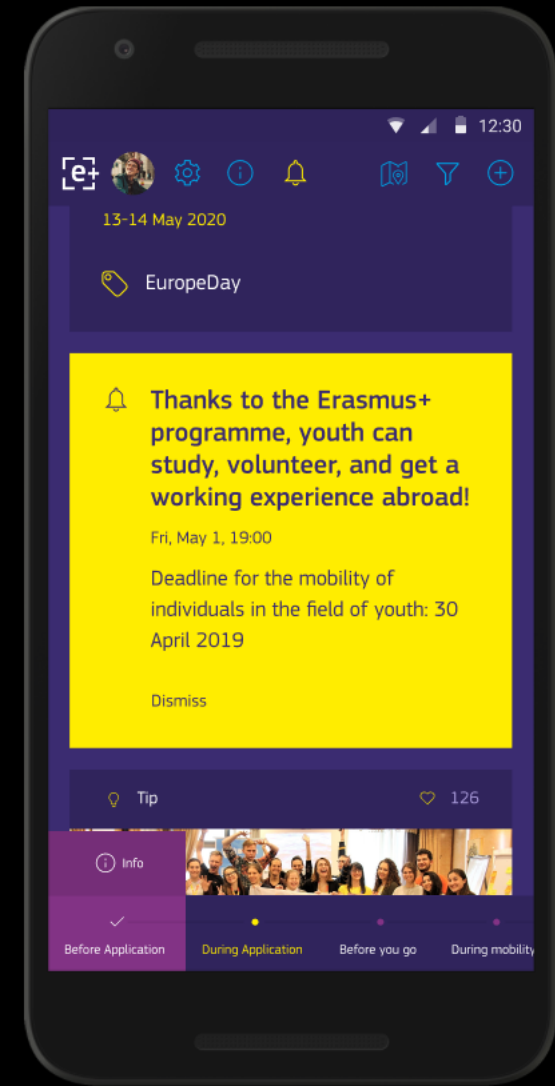 12:30
e+
13-14 May 2020
EuropeDay
Thanks to the Erasmus+
programme, youth can
study, volunteer, and get a
working experience abroad!
Fri, May 1, 19:00
Deadline for the mobility of
individuals in the field of youth: 30
April 2019
Dismiss
Tip
126
Info
Before Application
During Application
Before you go
During mobility